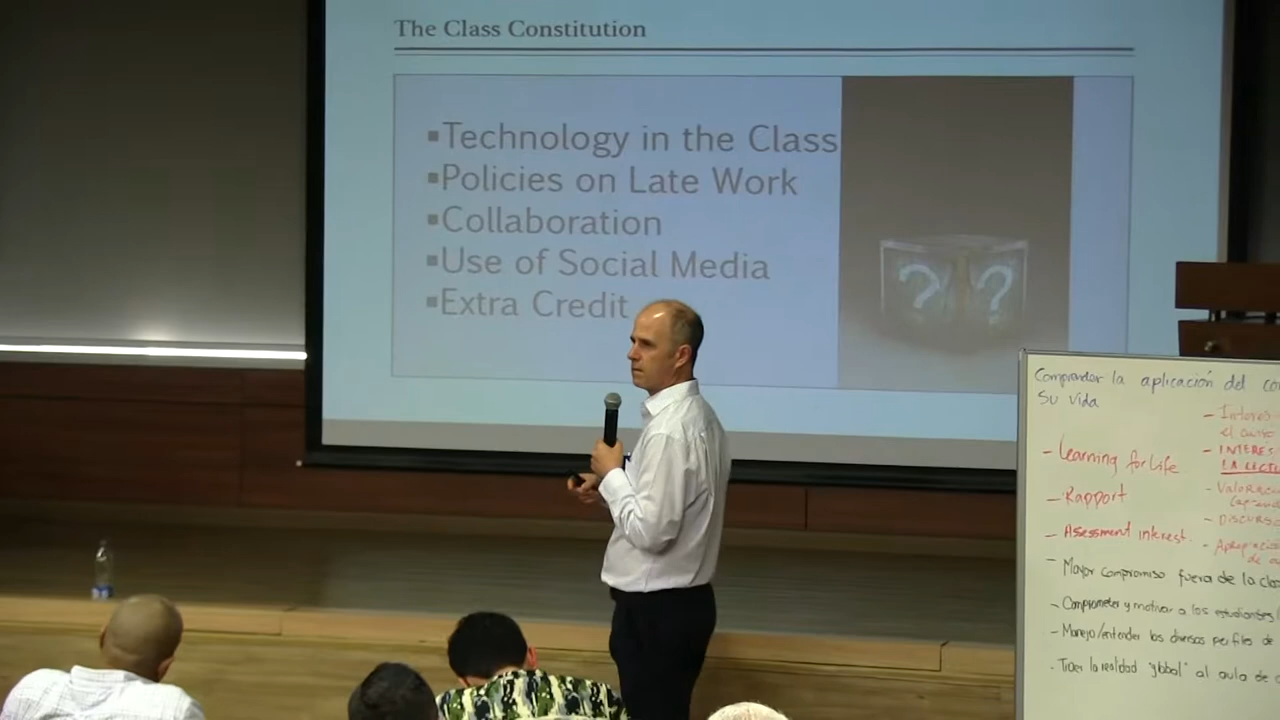 The Class Constitution
▪Technology in the Class
▪Policies on Late Work
▪Collaboration
▪Use of Social Media
▪Extra Credit
? ?
Comprender la aplicación del
Su vida
- Learning for Life
- Rapport
- Assessment interest.
- Mayor compromiso fuera de la
- Comprometer y motivar a los estudiantes
- Manejo/entender los diversos perfiles de
- Traer la realidad "global" al aula de
- DISCURS